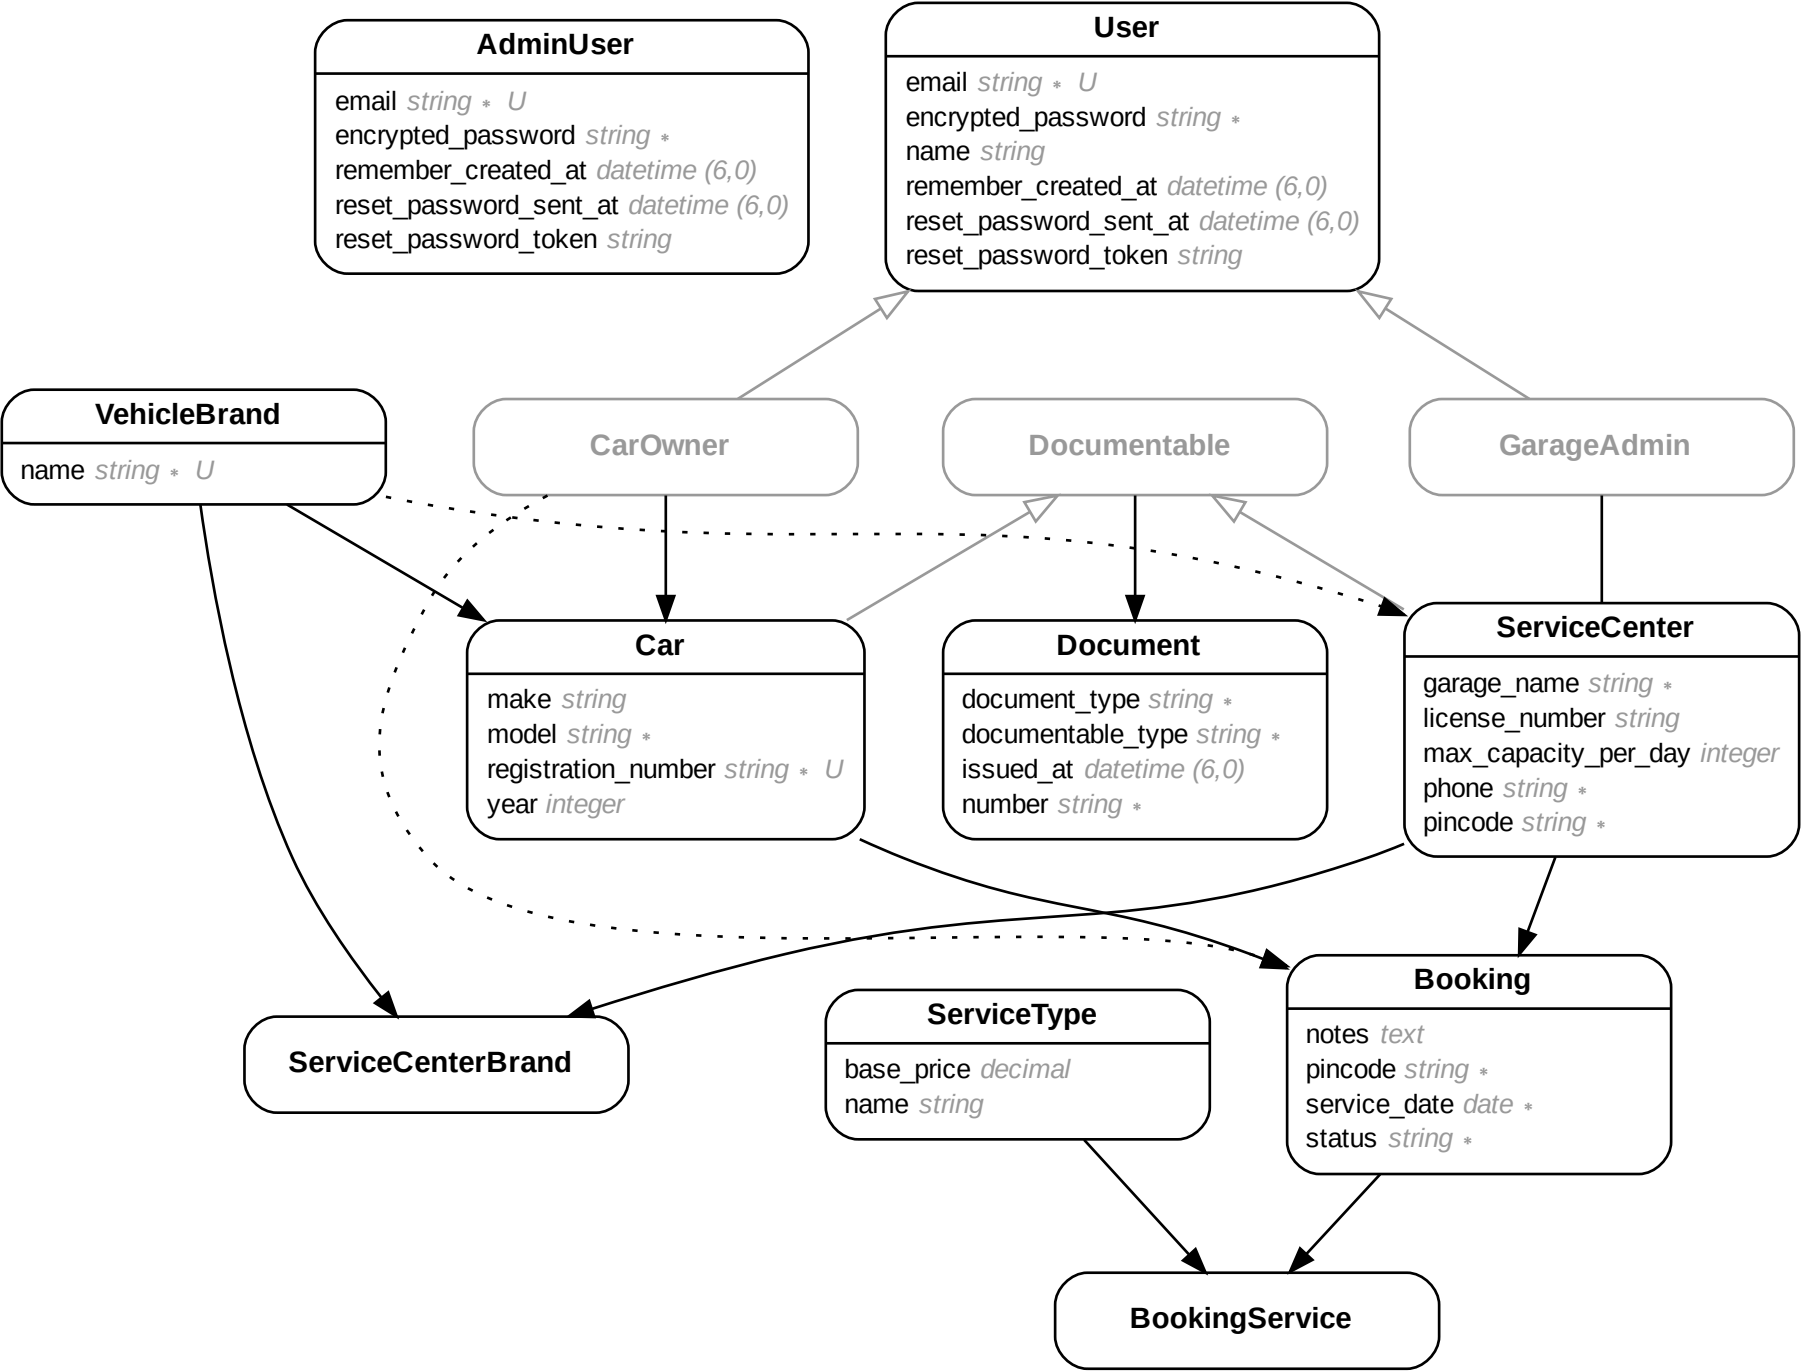 AdminUser
email string * U
encrypted_password string *
remember_created_at datetime (6,0)
reset_password_sent_at datetime (6,0)
reset_password_token string
User
email string * U
encrypted_password string *
name string
remember_created_at datetime (6,0)
reset_password_sent_at datetime (6,0)
reset_password_token string
VehicleBrand
name string * U
CarOwner
Documentable
GarageAdmin
Car
make string
model string *
registration_number string * U
year integer
Document
document_type string *
documentable_type string *
issued_at datetime (6,0)
number string *
ServiceCenter
garage_name string *
license_number string
max_capacity_per_day integer
phone string *
pincode string *
ServiceCenterBrand
ServiceType
base_price decimal
name string
Booking
notes text
pincode string *
service_date date *
status string *
BookingService